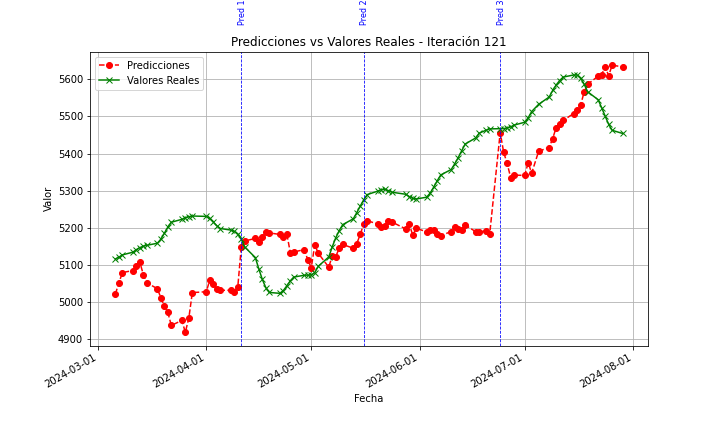 Pred 1
Pred 2
Pred 3
Predicciones vs Valores Reales - Iteración 121
Predicciones
Valores Reales
5600
5500
5400
5300
5200
5100
5000
4900
Valor
2024-03-01
2024-04-01
2024-05-01
2024-06-01
2024-07-01
2024-08-01
Fecha